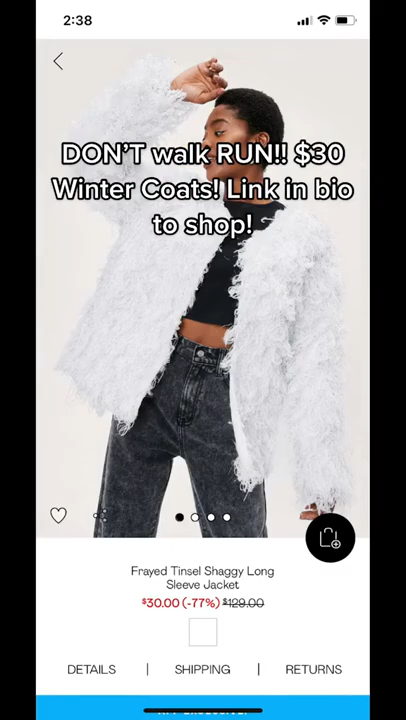 2:38
DON'T walk RUN!! $30
Winter Coats! Link in bio
to shop!
Frayed Tinsel Shaggy Long
Sleeve Jacket
$30.00 (-77%) $129.00
DETAILS | SHIPPING | RETURNS